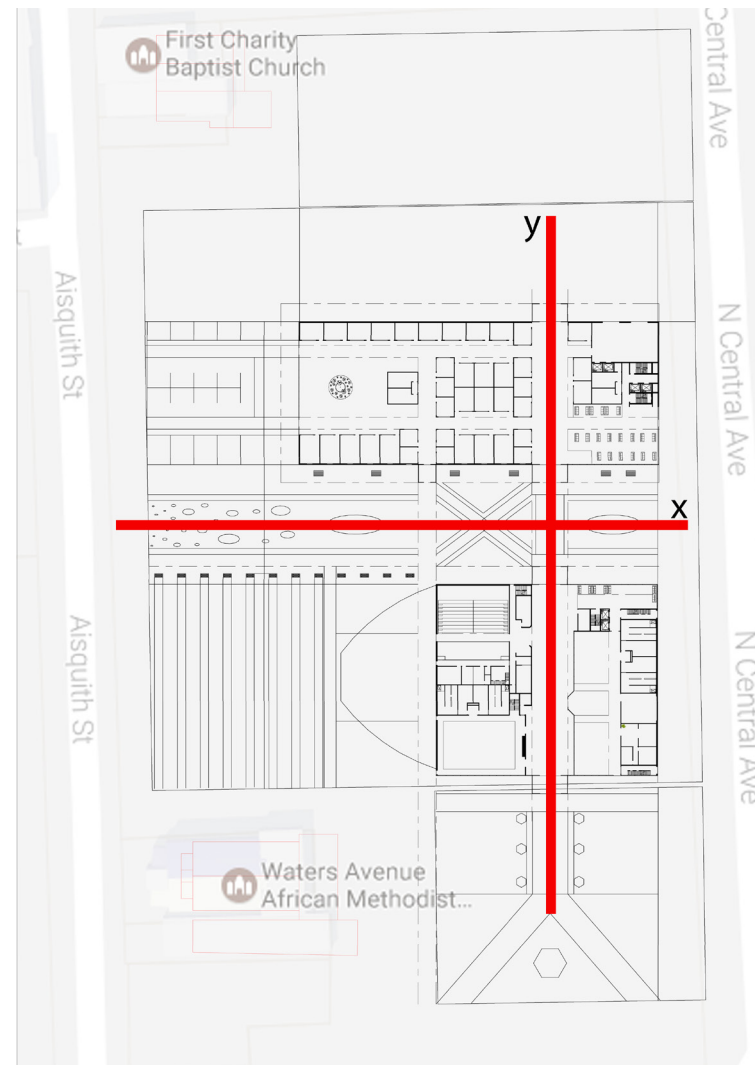 First Charity
Baptist Church
Central Ave
y
Aisquith St
N Central Ave
x
Aisquith St
N Central Ave
Waters Avenue
African Methodist...